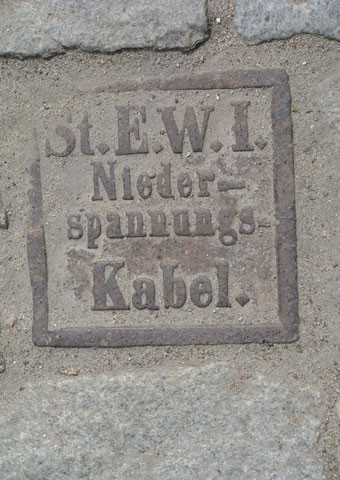 St.E.W.I.
Nieder-
spannungs-
Kabel.